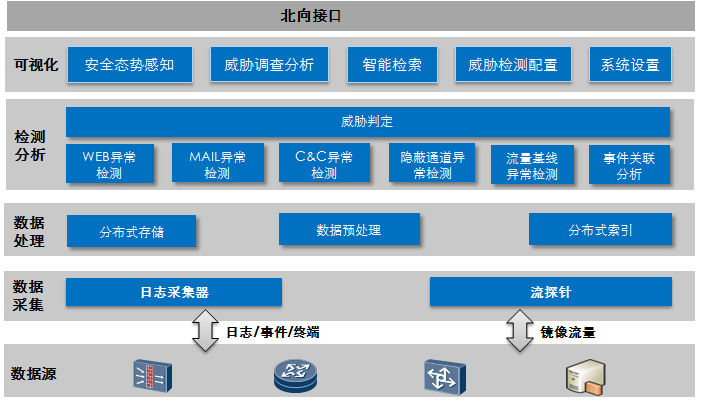 北向接口
可视化
安全态势感知
威胁调查分析
智能检索
威胁检测配置
系统设置
检测
分析
威胁判定
WEB异常
检测
MAIL异常
检测
C&C异常
检测
隐蔽通道异
常检测
流量基线
异常检测
事件关联
分析
数据
处理
分布式存储
数据预处理
分布式索引
数据
采集
日志采集器
流探针
日志/事件/终端
镜像流量
数据源